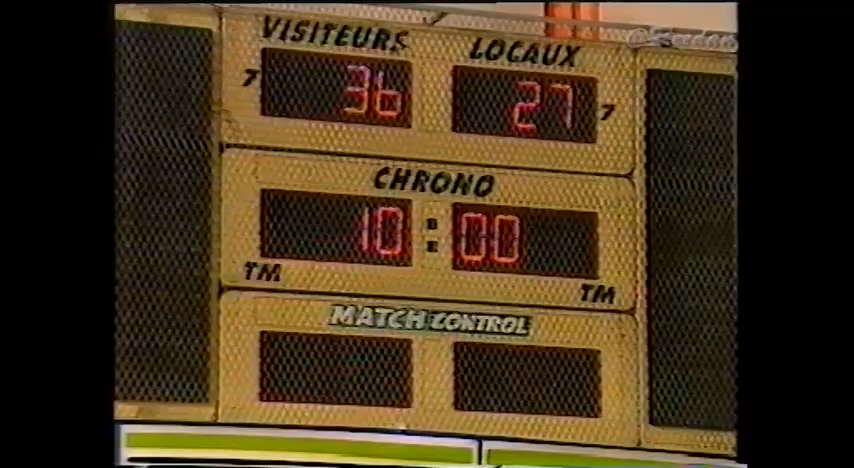 VISITEURS LOCAUX
7 36 27 7
CHRONO
10:00
TM TM
MATCH CONTROL